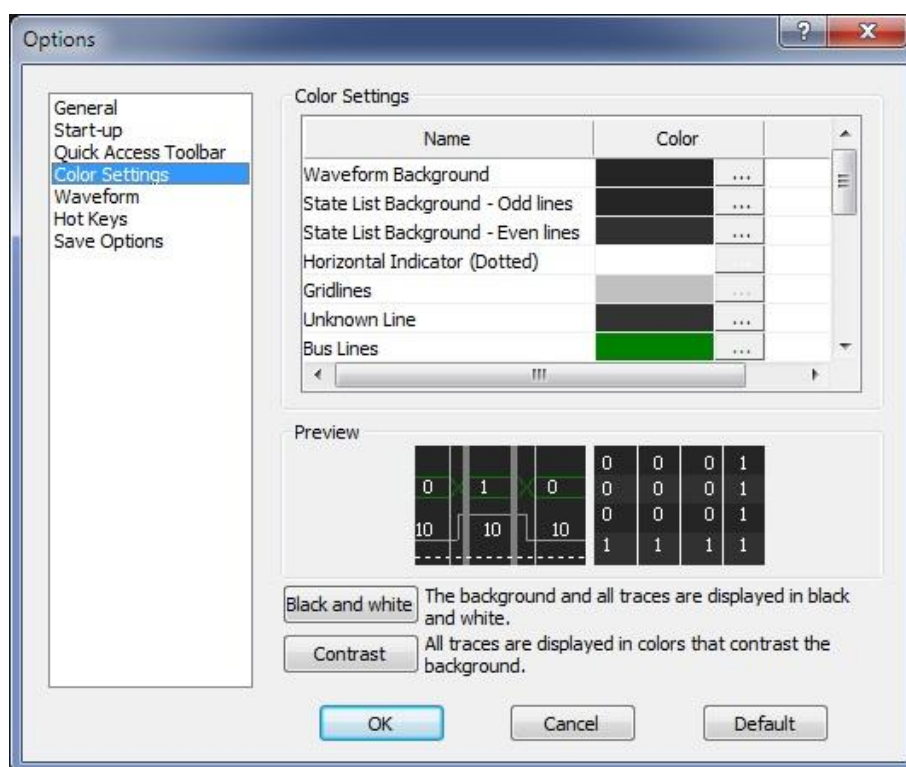 Options
General
Start-up
Quick Access Toolbar
Color Settings
Waveform
Hot Keys
Save Options
Color Settings
Name Color
Waveform Background ...
State List Background - Odd lines ...
State List Background - Even lines ...
Horizontal Indicator (Dotted)
Gridlines ...
Unknown Line ...
Bus Lines ...
Preview
0 1 0
10 10 10
0 0 0 1
0 0 0 1
0 0 0 1
1 1 1 1
Black and white
The background and all traces are displayed in black
and white.
Contrast
All traces are displayed in colors that contrast the
background.
OK Cancel Default